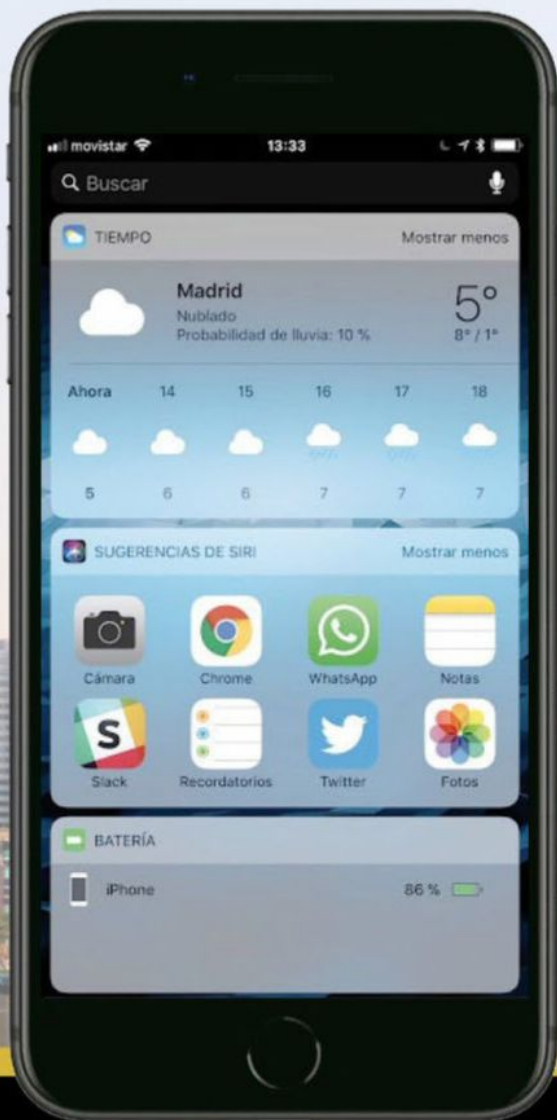 movistar 13:33
Buscar
TIEMPO Mostrar menos
Madrid
Nublado
Probabilidad de lluvia: 10 %
5°
8° / 1°
Ahora 14 15 16 17 18
5 6 6 7 7 7
SUGERENCIAS DE SIRI Mostrar menos
Cámara Chrome WhatsApp Notas
S
Slack Recordatorios Twitter Fotos
BATERÍA
iPhone 86 %